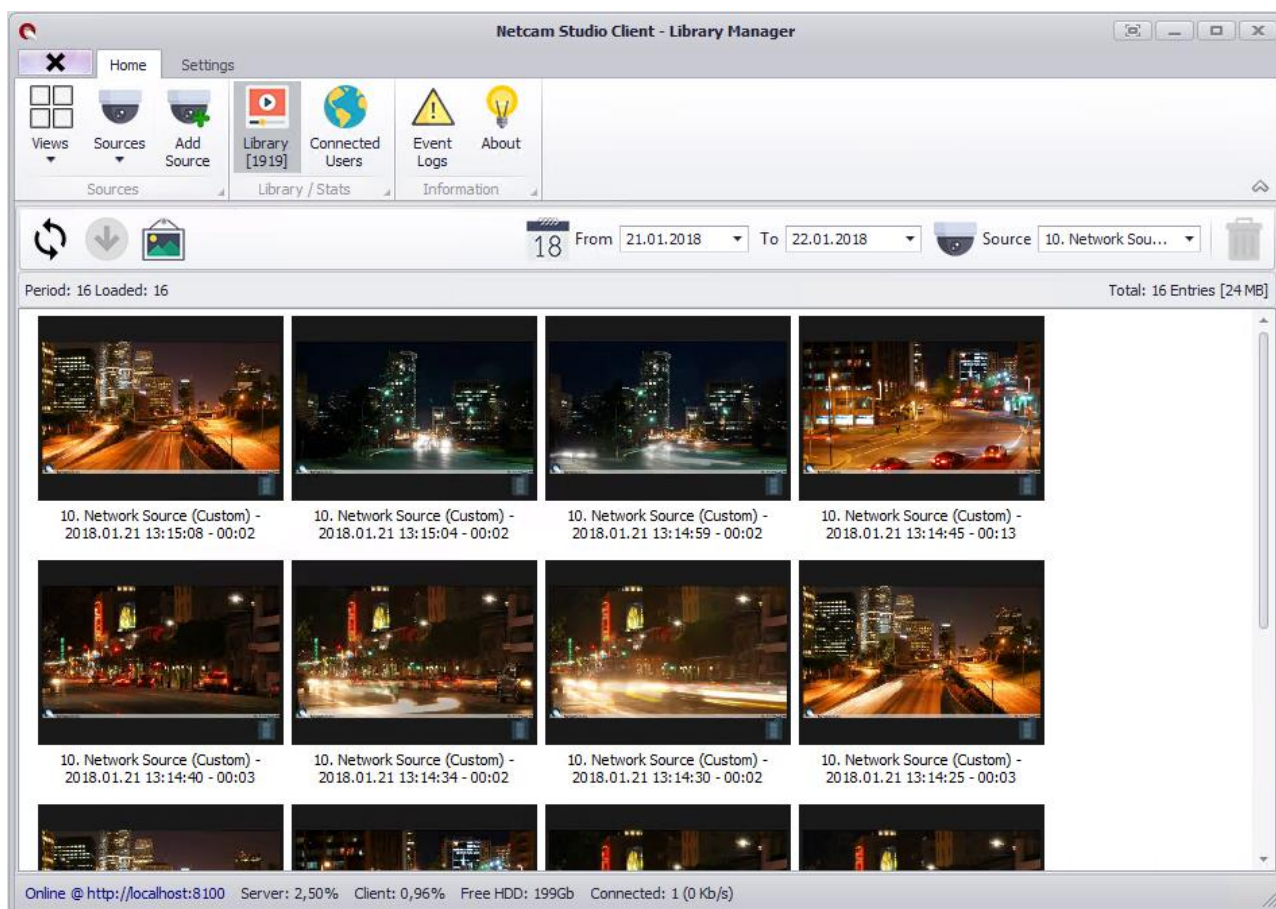 Netcam Studio Client - Library Manager
Home Settings
Views Sources Add Source Library [1919] Connected Users Event Logs About
Sources Library / Stats Information
18 From 21.01.2018 To 22.01.2018 Source 10. Network Sou...
Period: 16 Loaded: 16 Total: 16 Entries [24 MB]
10. Network Source (Custom) -
2018.01.21 13:15:08 - 00:02
10. Network Source (Custom) -
2018.01.21 13:15:04 - 00:02
10. Network Source (Custom) -
2018.01.21 13:14:59 - 00:02
10. Network Source (Custom) -
2018.01.21 13:14:45 - 00:13
10. Network Source (Custom) -
2018.01.21 13:14:40 - 00:03
10. Network Source (Custom) -
2018.01.21 13:14:34 - 00:02
10. Network Source (Custom) -
2018.01.21 13:14:30 - 00:02
10. Network Source (Custom) -
2018.01.21 13:14:25 - 00:03
Online @ http://localhost:8100 Server: 2,50% Client: 0,96% Free HDD: 199Gb Connected: 1 (0 Kb/s)